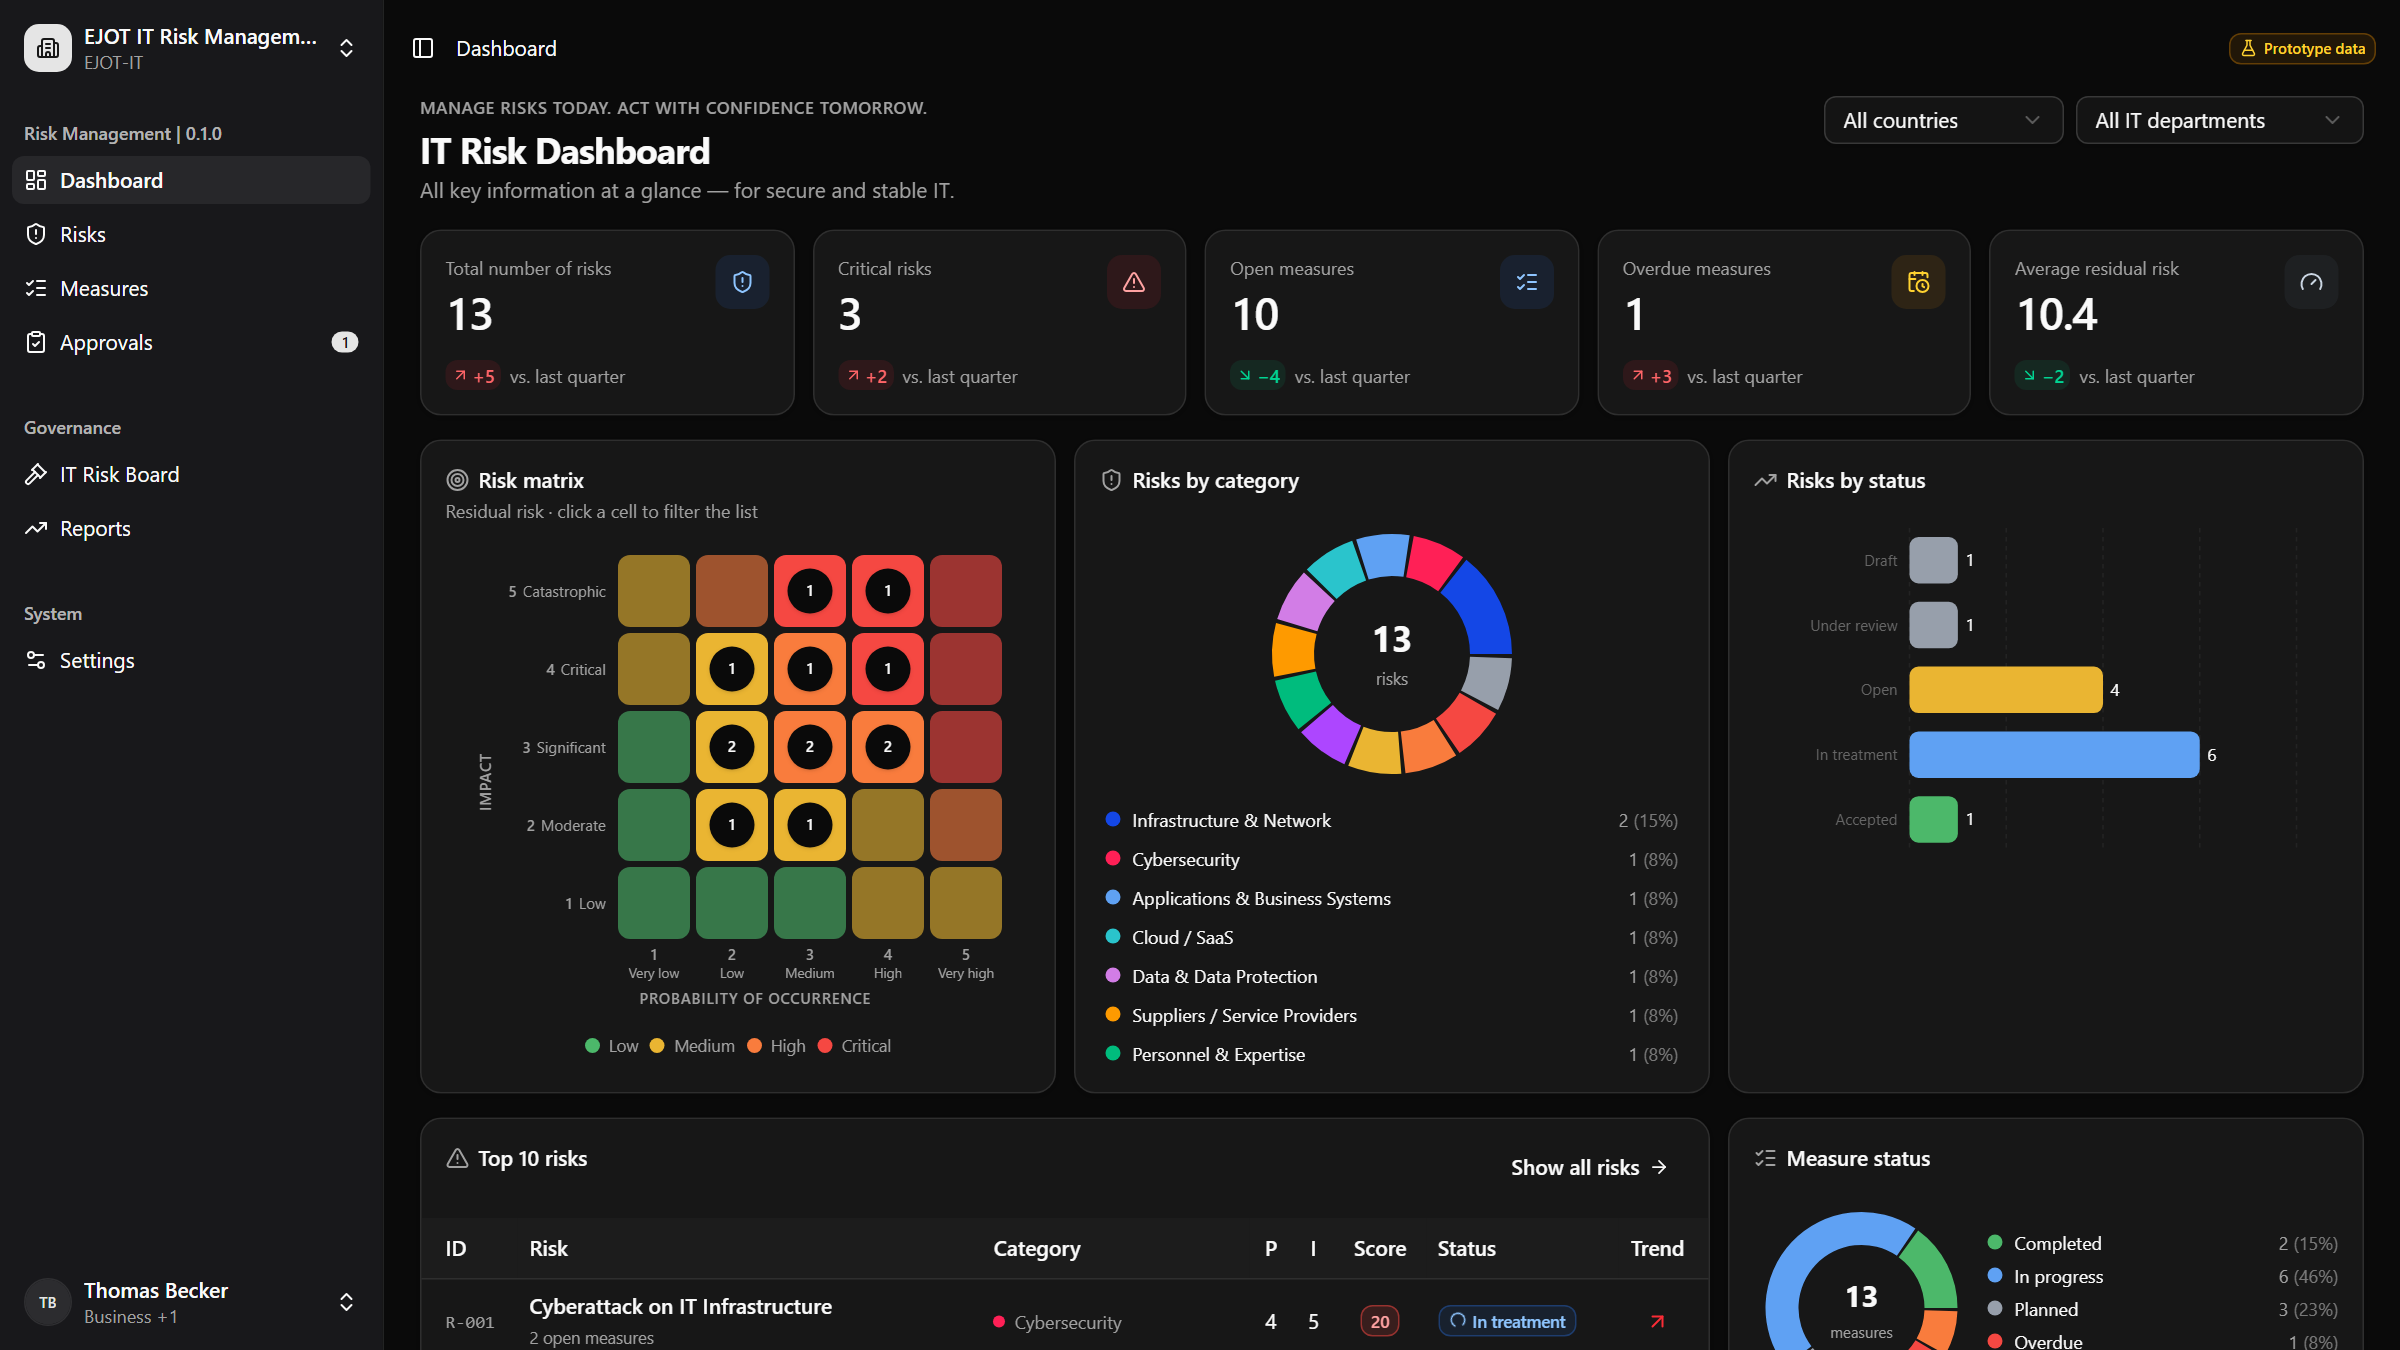 EJOT IT Risk Managem...
EJOT-IT
Risk Management | 0.1.0
Dashboard
Risks
Measures
Approvals
1
Governance
IT Risk Board
Reports
System
Settings
TB
Thomas Becker
Business +1
Dashboard
Prototype data
MANAGE RISKS TODAY. ACT WITH CONFIDENCE TOMORROW.
IT Risk Dashboard
All key information at a glance — for secure and stable IT.
All countries
All IT departments
Total number of risks
13
+5 vs. last quarter
Critical risks
3
+2 vs. last quarter
Open measures
10
−4 vs. last quarter
Overdue measures
1
+3 vs. last quarter
Average residual risk
10.4
−2 vs. last quarter
Risk matrix
Residual risk · click a cell to filter the list
IMPACT
5 Catastrophic
1 1
4 Critical
1 1 1
3 Significant
2 2 2
2 Moderate
1 1
1 Low
1 2 3 4 5
Very low Low Medium High Very high
PROBABILITY OF OCCURRENCE
Low Medium High Critical
Risks by category
13
risks
Infrastructure & Network 2 (15%)
Cybersecurity 1 (8%)
Applications & Business Systems 1 (8%)
Cloud / SaaS 1 (8%)
Data & Data Protection 1 (8%)
Suppliers / Service Providers 1 (8%)
Personnel & Expertise 1 (8%)
Risks by status
Draft 1
Under review 1
Open 4
In treatment 6
Accepted 1
Top 10 risks
Show all risks
ID Risk Category P I Score Status Trend
R-001 Cyberattack on IT Infrastructure Cybersecurity 4 5 20 In treatment
2 open measures
Measure status
13
measures
Completed 2 (15%)
In progress 6 (46%)
Planned 3 (23%)
Overdue 1 (8%)